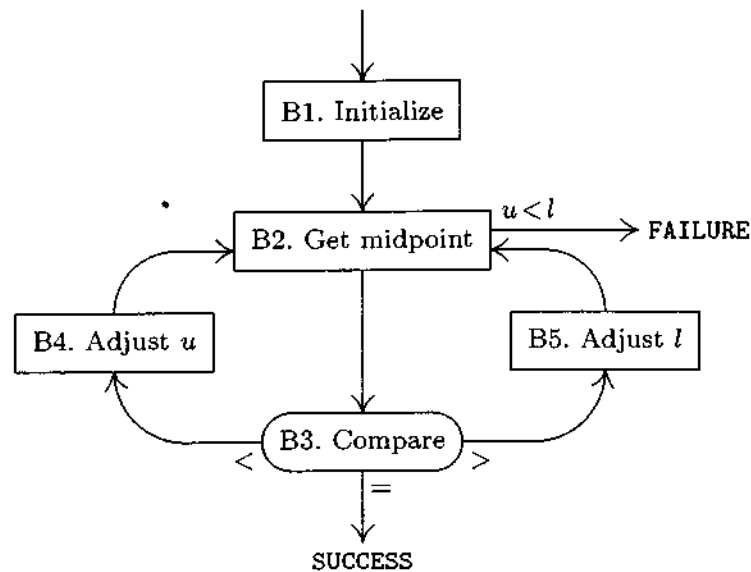 B1. Initialize
u < l
B2. Get midpoint
FAILURE
B4. Adjust u
B5. Adjust l
B3. Compare
<
>
=
SUCCESS